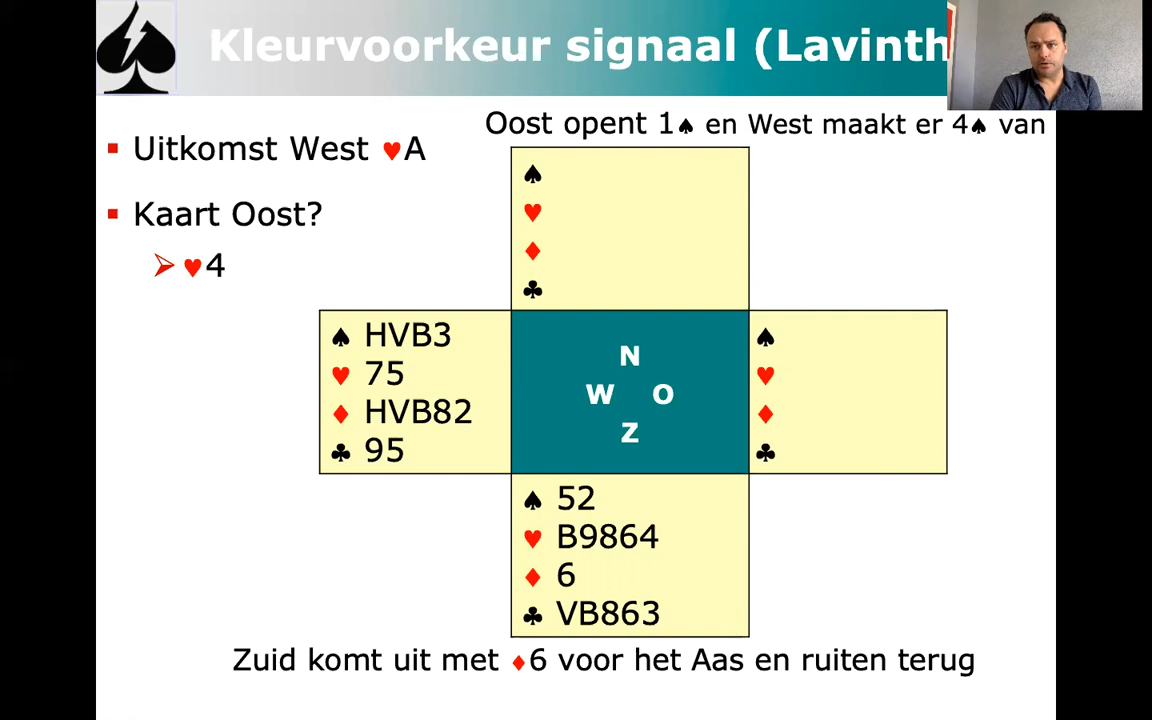 Kleurvoorkeur signaal (Lavinth
Oost opent 1♠ en West maakt er 4♠ van
▪ Uitkomst West ♥A
▪ Kaart Oost?
➢ ♥4
♠
♥
♦
♣
♠ HVB3
♥ 75
♦ HVB82
♣ 95
N
W O
Z
♠
♥
♦
♣
♠ 52
♥ B9864
♦ 6
♣ VB863
Zuid komt uit met ♦6 voor het Aas en ruiten terug